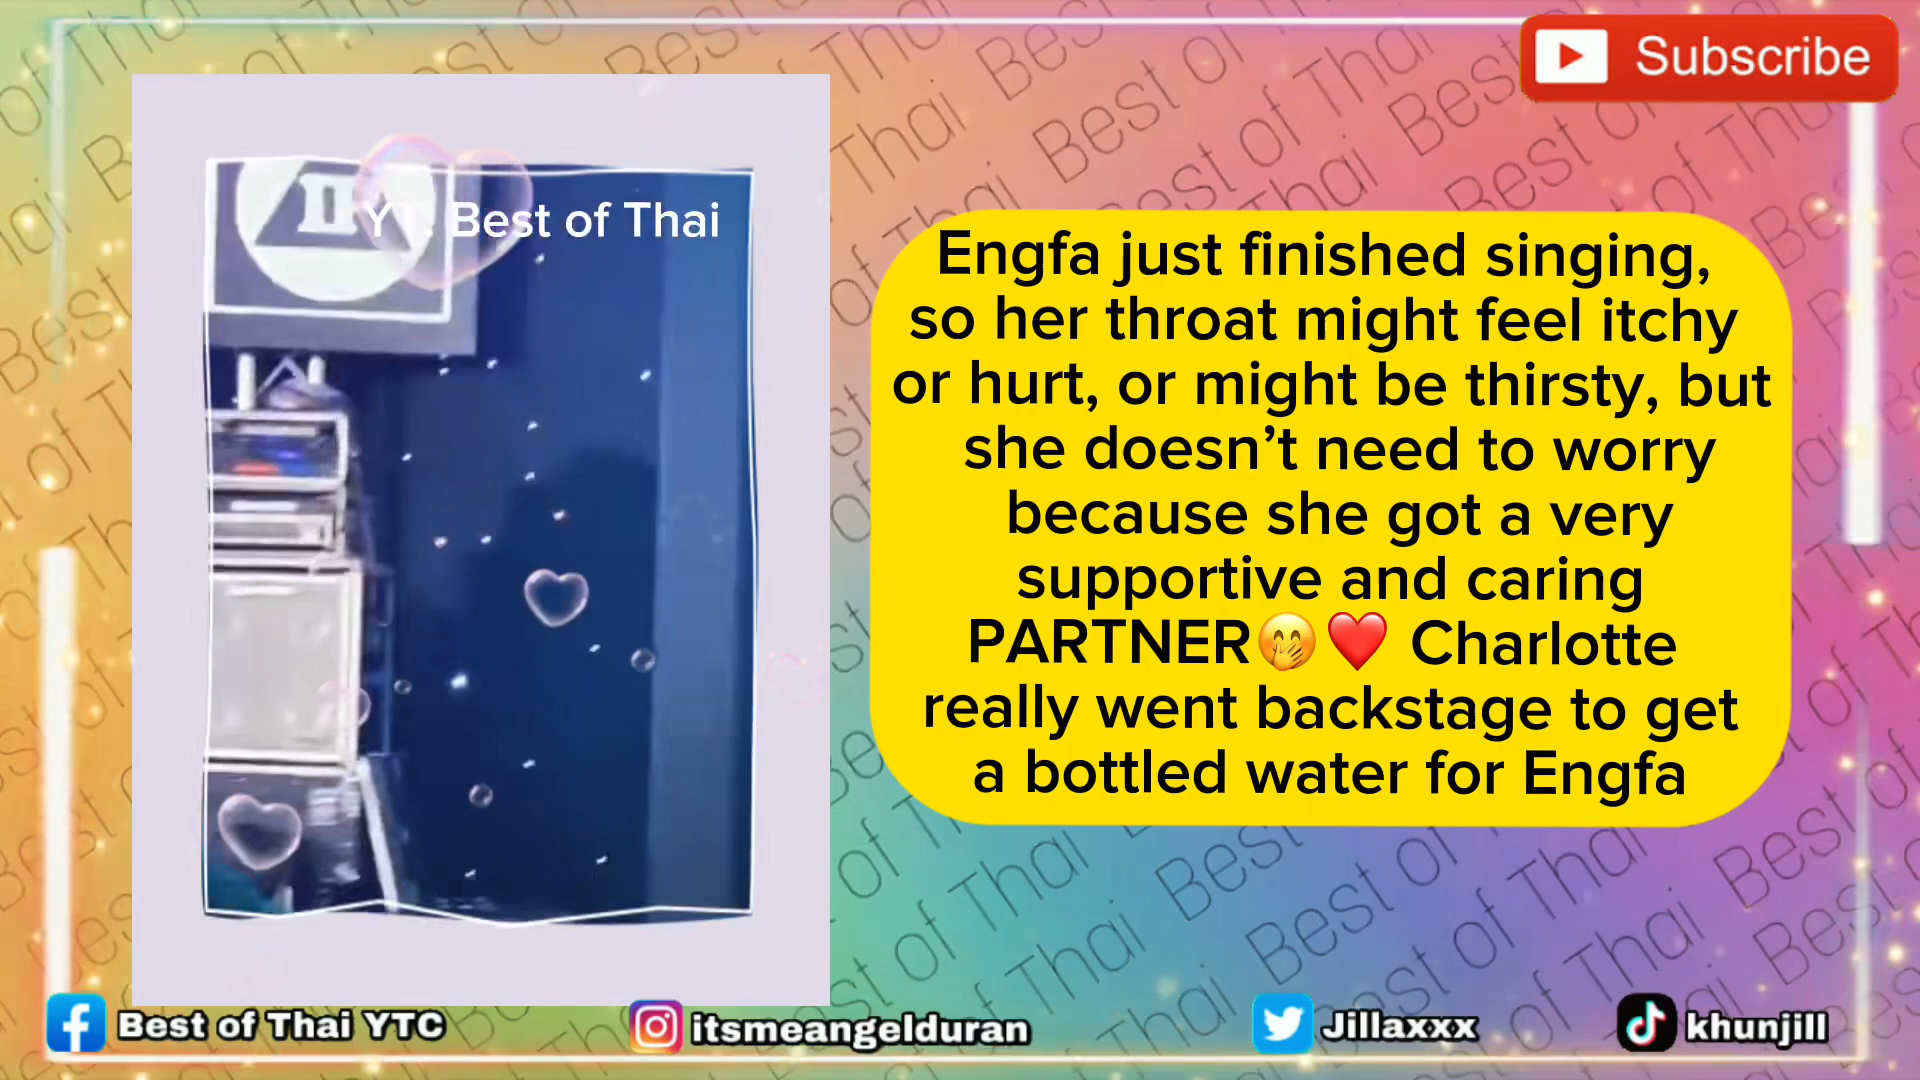 Subscribe
YT: Best of Thai
Engfa just finished singing,
so her throat might feel itchy
or hurt, or might be thirsty, but
she doesn’t need to worry
because she got a very
supportive and caring
PARTNER🤭❤️ Charlotte
really went backstage to get
a bottled water for Engfa
Best of Thai YTC
itsmeangelduran
Jillaxxx
khunjill